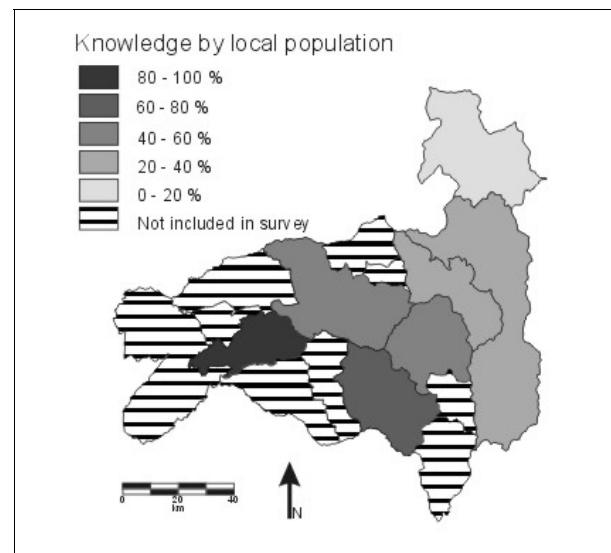 Knowledge by local population
80 - 100 %
60 - 80 %
40 - 60 %
20 - 40 %
0 - 20 %
Not included in survey
0 20 40
km
N